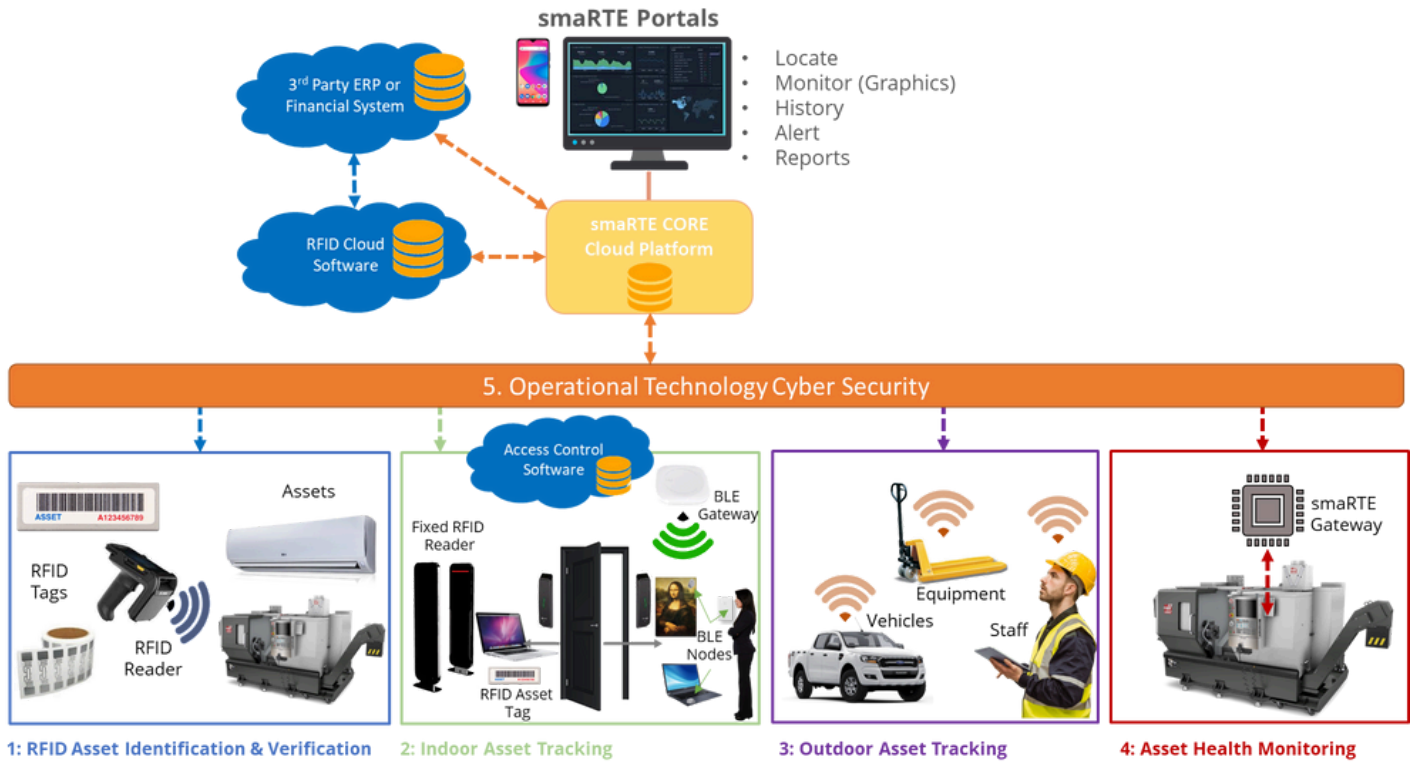 smaRTE Portals
3rd Party ERP or
Financial System
• Locate
• Monitor (Graphics)
• History
• Alert
• Reports
RFID Cloud
Software
smaRTE CORE
Cloud Platform
5. Operational Technology Cyber Security
ASSET A123456789
Assets
RFID
Tags
RFID
Reader
Access Control
Software
BLE
Gateway
Fixed RFID
Reader
BLE
Nodes
RFID Asset
Tag
Equipment
Vehicles
Staff
smaRTE
Gateway
1: RFID Asset Identification & Verification
2: Indoor Asset Tracking
3: Outdoor Asset Tracking
4: Asset Health Monitoring